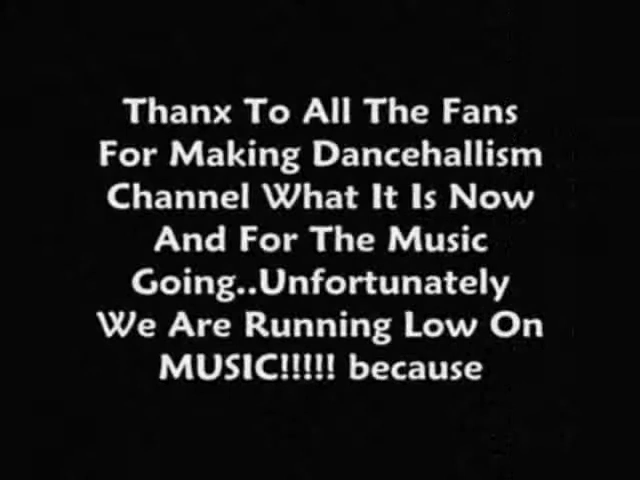 Thanx To All The Fans
For Making Dancehallism
Channel What It Is Now
And For The Music
Going..Unfortunately
We Are Running Low On
MUSIC!!!!! because